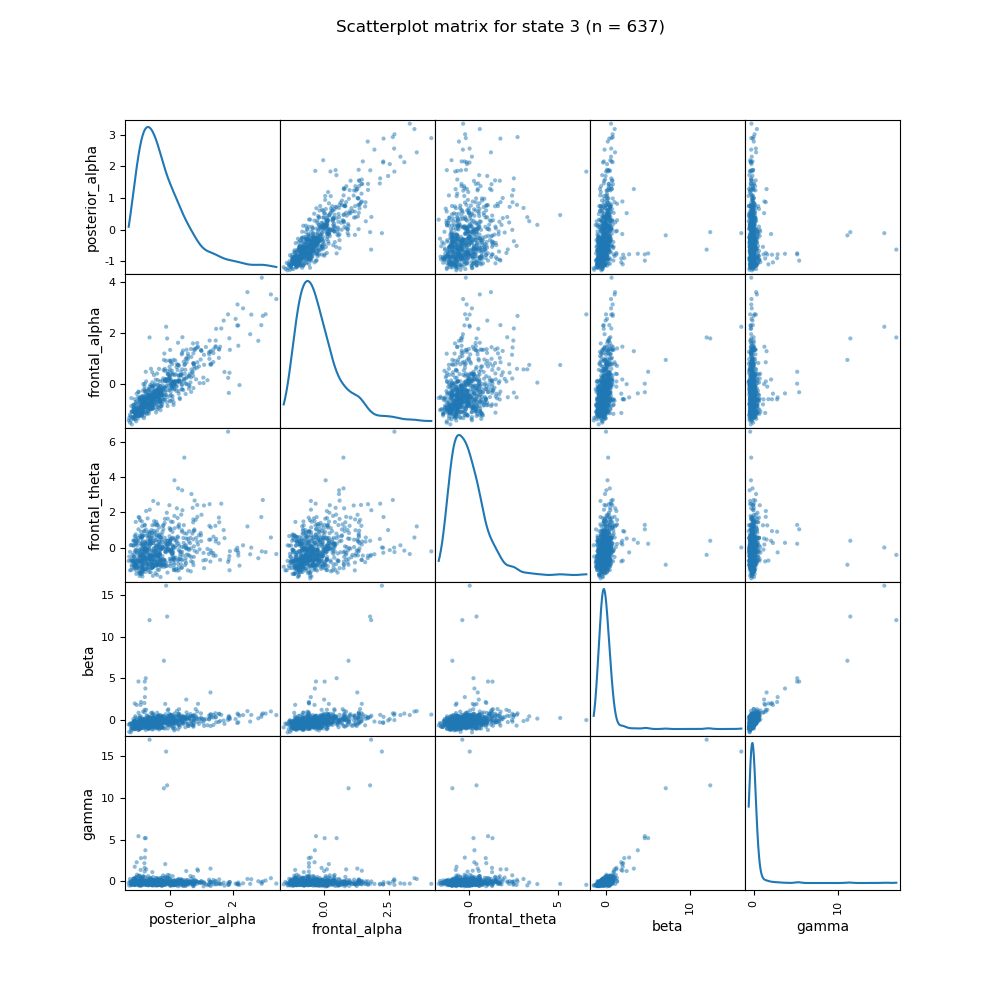 Scatterplot matrix for state 3 (n = 637)
3
2
1
0
-1
posterior_alpha
4
2
0
frontal_alpha
6
4
2
0
frontal_theta
15
10
5
0
beta
15
10
5
0
gamma
0 2 0.0 2.5 0 5 0 10 0 10
posterior_alpha frontal_alpha frontal_theta beta gamma